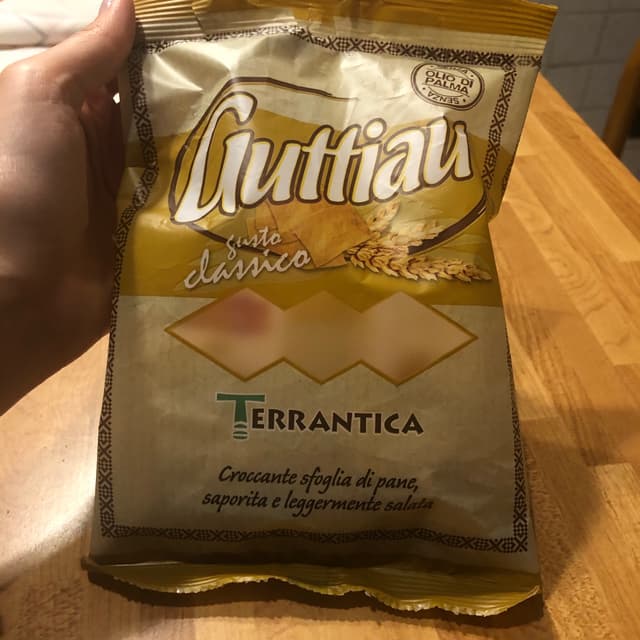 OLIO DI
PALMA
SENZA
Guttiau
gusto
classico
TERRANTICA
Croccante sfoglia di pane,
saporita e leggermente salata